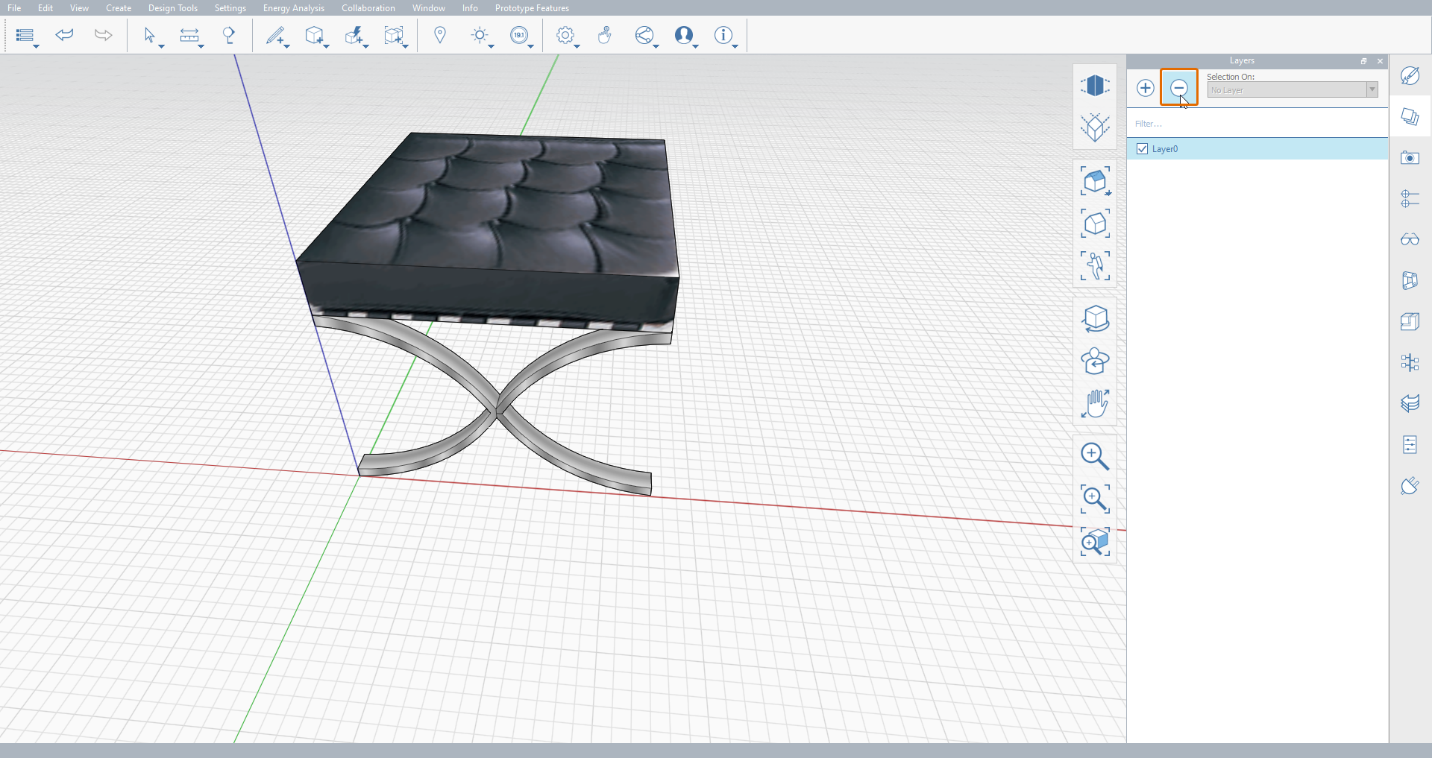 File Edit View Create Design Tools Settings Energy Analysis Collaboration Window Info Prototype Features
Layers
Selection On:
No Layer
Filter...
Layer0